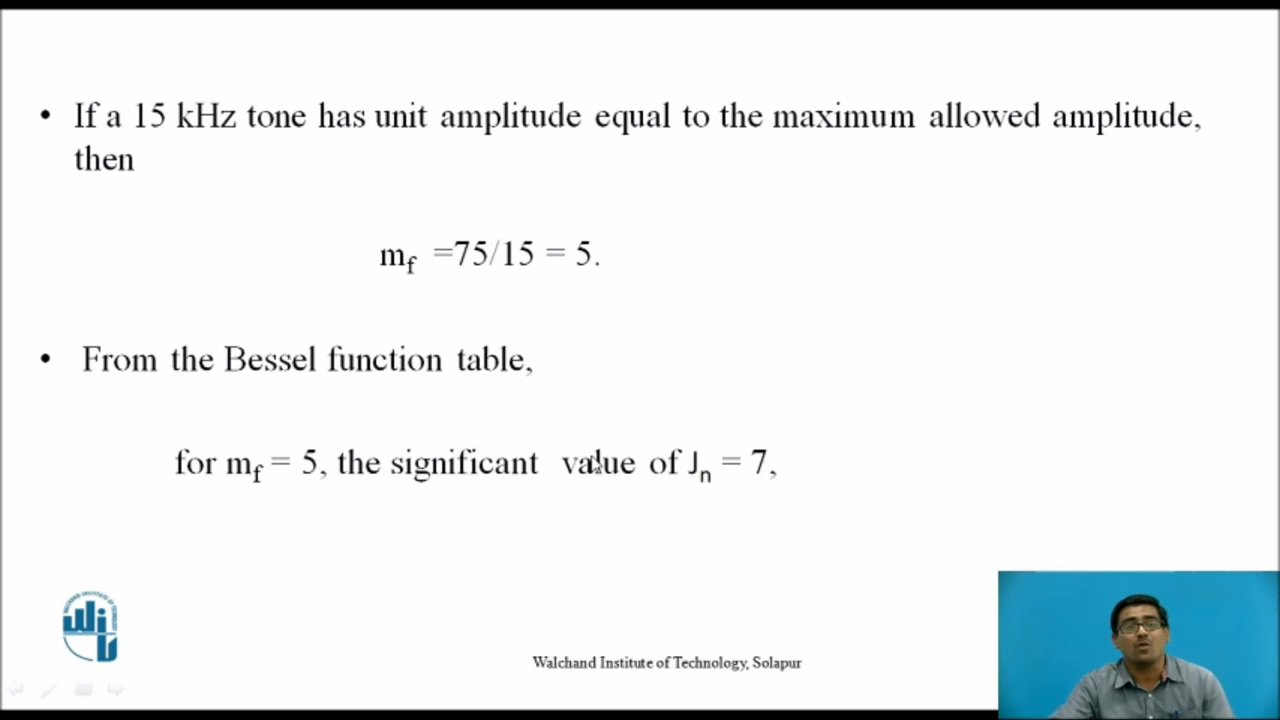 • If a 15 kHz tone has unit amplitude equal to the maximum allowed amplitude,
then
mf =75/15 = 5.
• From the Bessel function table,
for mf = 5, the significant value of Jn = 7,
Walchand Institute of Technology, Solapur